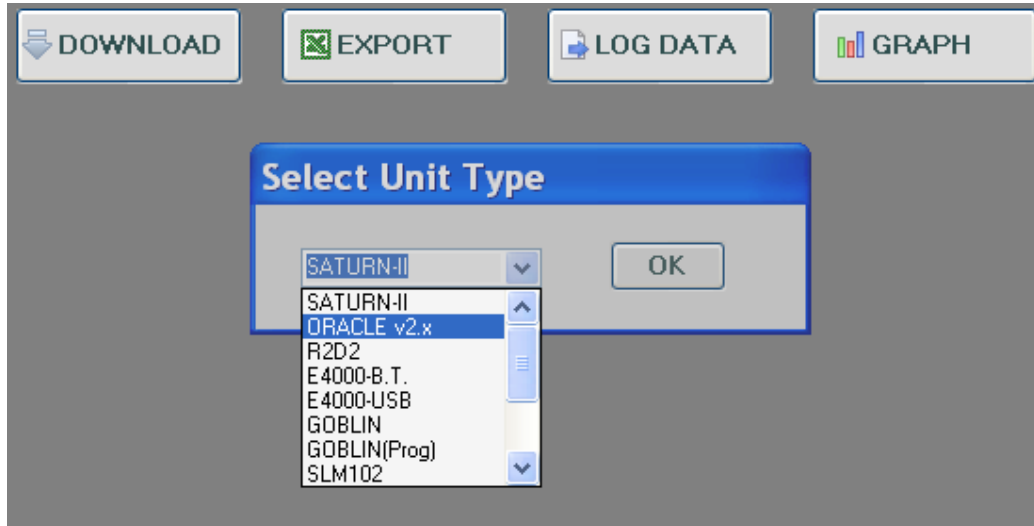 DOWNLOAD EXPORT LOG DATA GRAPH
Select Unit Type
SATURN-II OK
SATURN-II
ORACLE v2.x
R2D2
E4000-B.T.
E4000-USB
GOBLIN
GOBLIN(Prog)
SLM102